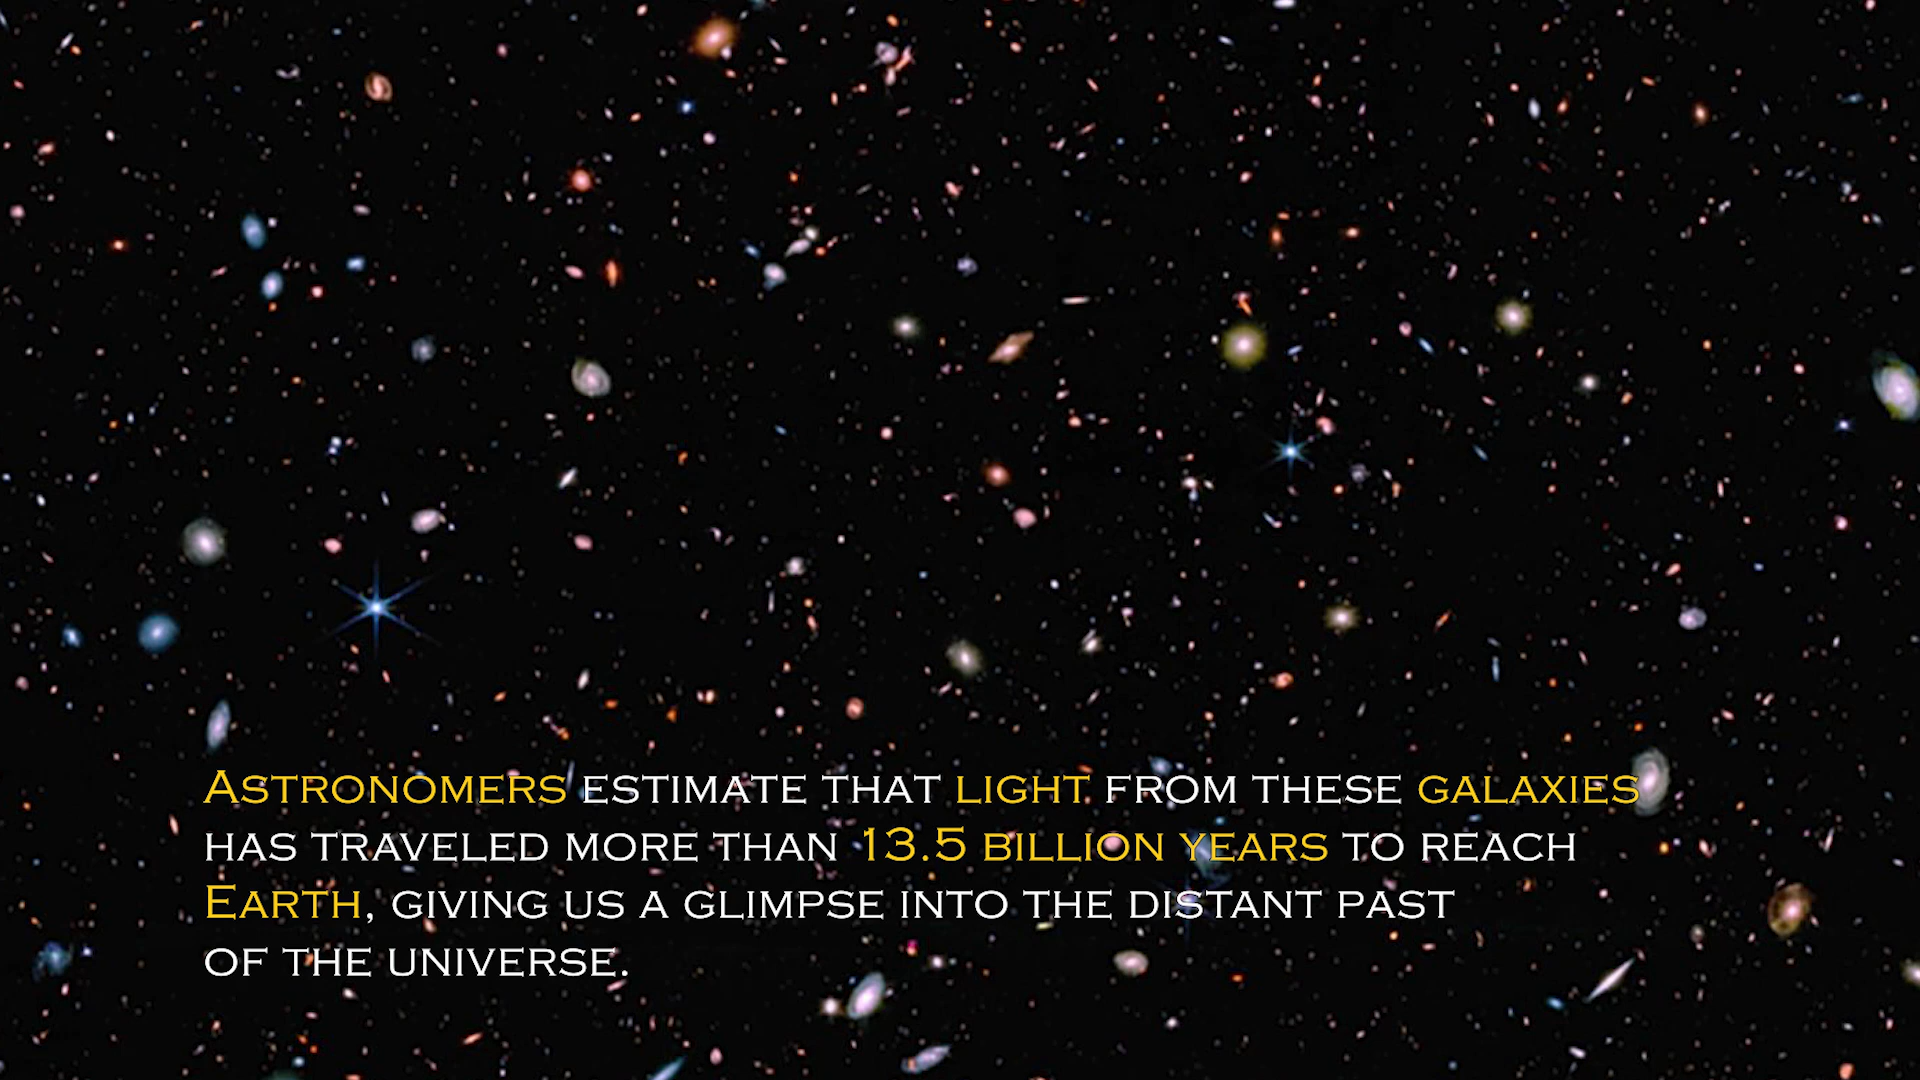 Astronomers estimate that light from these galaxies
has traveled more than 13.5 billion years to reach
Earth, giving us a glimpse into the distant past
of the universe.